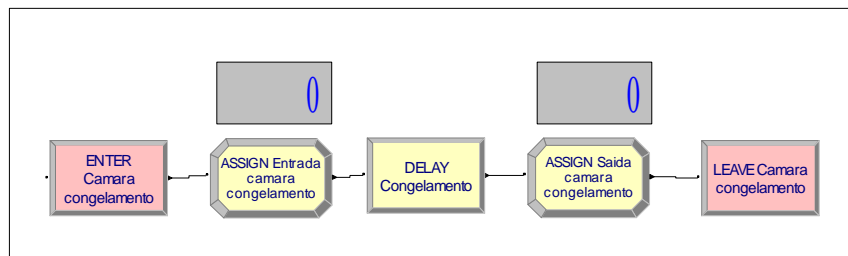 0
0
ENTER
Camara
congelamento
ASSIGN Entrada
camara
congelamento
DELAY
Congelamento
ASSIGN Saida
camara
congelamento
LEAVE Camara
congelamento